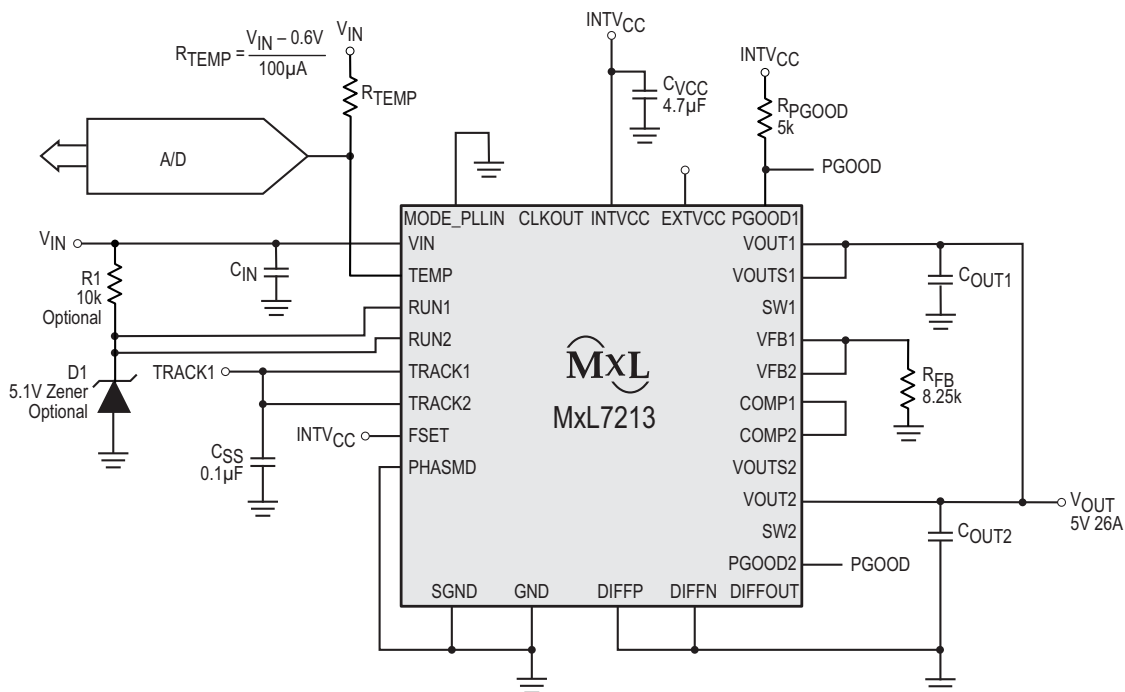 R_TEMP = V_IN – 0.6V
100µA
V_IN
R_TEMP
A/D
INTV_CC
C_VCC
4.7µF
INTV_CC
R_PGOOD
5k
PGOOD
MODE_PLLIN CLKOUT INTVCC EXTVCC PGOOD1
V_IN
C_IN
R1
10k
Optional
D1
5.1V Zener
Optional
TRACK1
INTV_CC
C_SS
0.1µF
VIN
TEMP
RUN1
RUN2
TRACK1
TRACK2
FSET
PHASMD
MxL
MxL7213
VOUT1
VOUTS1
SW1
VFB1
VFB2
COMP1
COMP2
VOUTS2
VOUT2
SW2
PGOOD2
SGND GND DIFFP DIFFN DIFFOUT
C_OUT1
R_FB
8.25k
V_OUT
5V 26A
C_OUT2
PGOOD